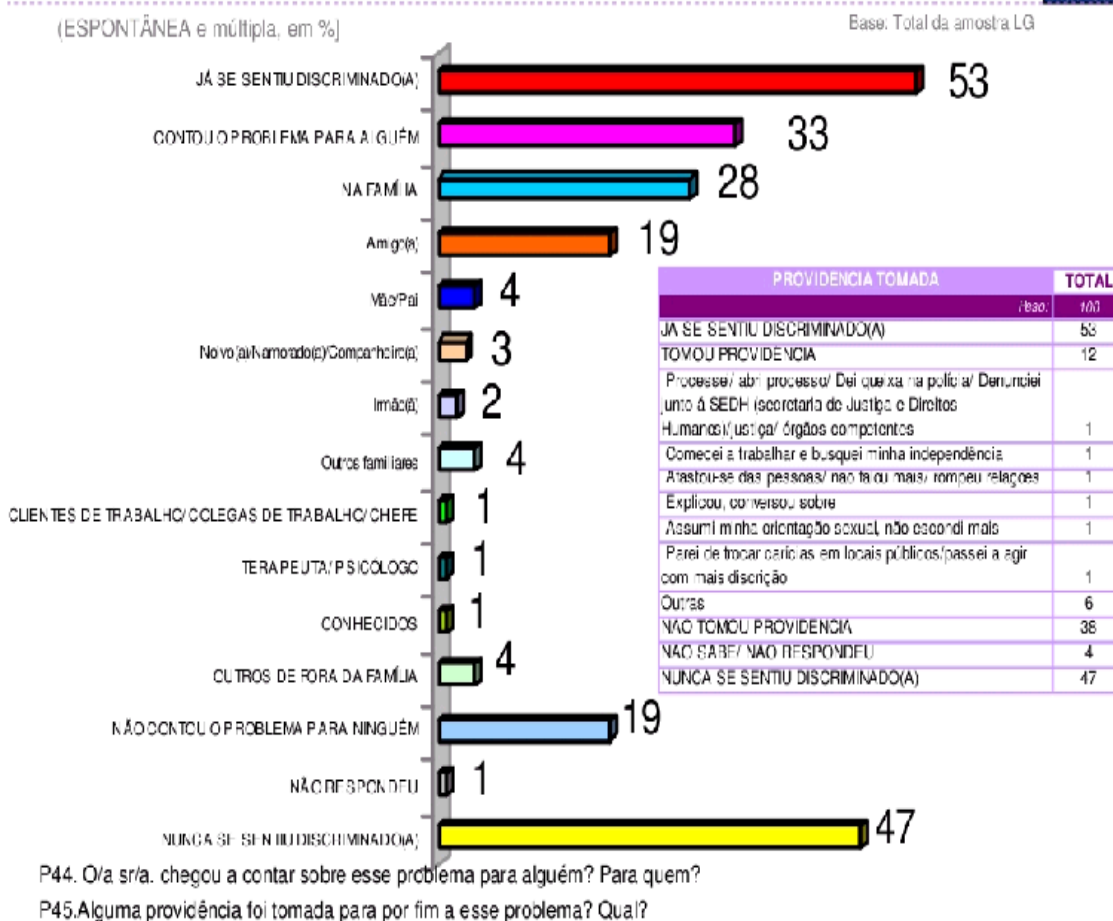 (ESPONTÂNEA e múltipla, em %]
Base: Total da amostra LG
JÁ SE SENTIU DISCRIMINADO(A) 53
CONTOU O PROBLEMA PARA ALGUÉM 33
NA FAMÍLIA 28
Amigo(a) 19
Mãe/Pai 4
Noivo(a)/Namorado(a)/Companheiro(a) 3
Irmão(ã) 2
Outros familiares 4
CLIENTES DE TRABALHO/ COLEGAS DE TRABALHO/ CHEFE 1
TERAPEUTA/ PSICÓLOGO 1
CONHECIDOS 1
OUTROS DE FORA DA FAMÍLIA 4
NÃO CONTOU O PROBLEMA PARA NINGUÉM 19
NÃO RESPONDEU 1
NUNCA SE SENTIU DISCRIMINADO(A) 47
PROVIDENCIA TOMADA TOTAL
Peso: 100
JA SE SENTIU DISCRIMINADO(A) 53
TOMOU PROVIDÊNCIA 12
Processei/ abri processo/ Dei queixa na polícia/ Denunciei
junto á SEDH (secretaria de Justiça e Direitos
Humanos)/justiça/ órgãos competentes 1
Comecei a trabalhar e busquei minha independência 1
Afastou-se das pessoas/ não falou mais/ rompeu relações 1
Explicou, conversou sobre 1
Assumi minha orientação sexual, não escondi mais 1
Parei de trocar carícias em locais públicos/passei a agir
com mais discrição 1
Outras 6
NAO TOMOU PROVIDENCIA 38
NAO SABE/ NAO RESPONDEU 4
NUNCA SE SENTIU DISCRIMINADO(A) 47
P44. O/a sr/a. chegou a contar sobre esse problema para alguém? Para quem?
P45.Alguma providência foi tomada para por fim a esse problema? Qual?